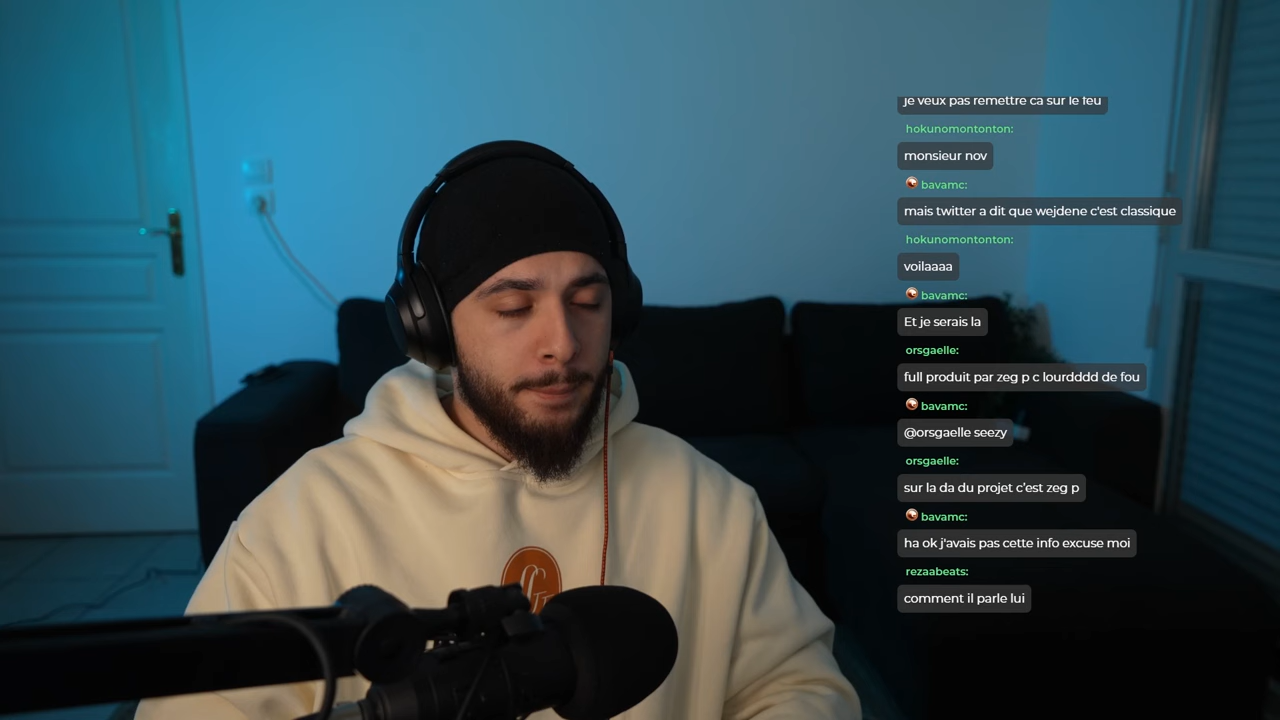 je veux pas remettre ca sur le feu
hokunomontonton:
monsieur nov
bavamc:
mais twitter a dit que wejdene c'est classique
hokunomontonton:
voilaaaa
bavamc:
Et je serais la
orsgaelle:
full produit par zeg p c lourdddd de fou
bavamc:
@orsgaelle seezy
orsgaelle:
sur la da du projet c'est zeg p
bavamc:
ha ok j'avais pas cette info excuse moi
rezaabeats:
comment il parle lui